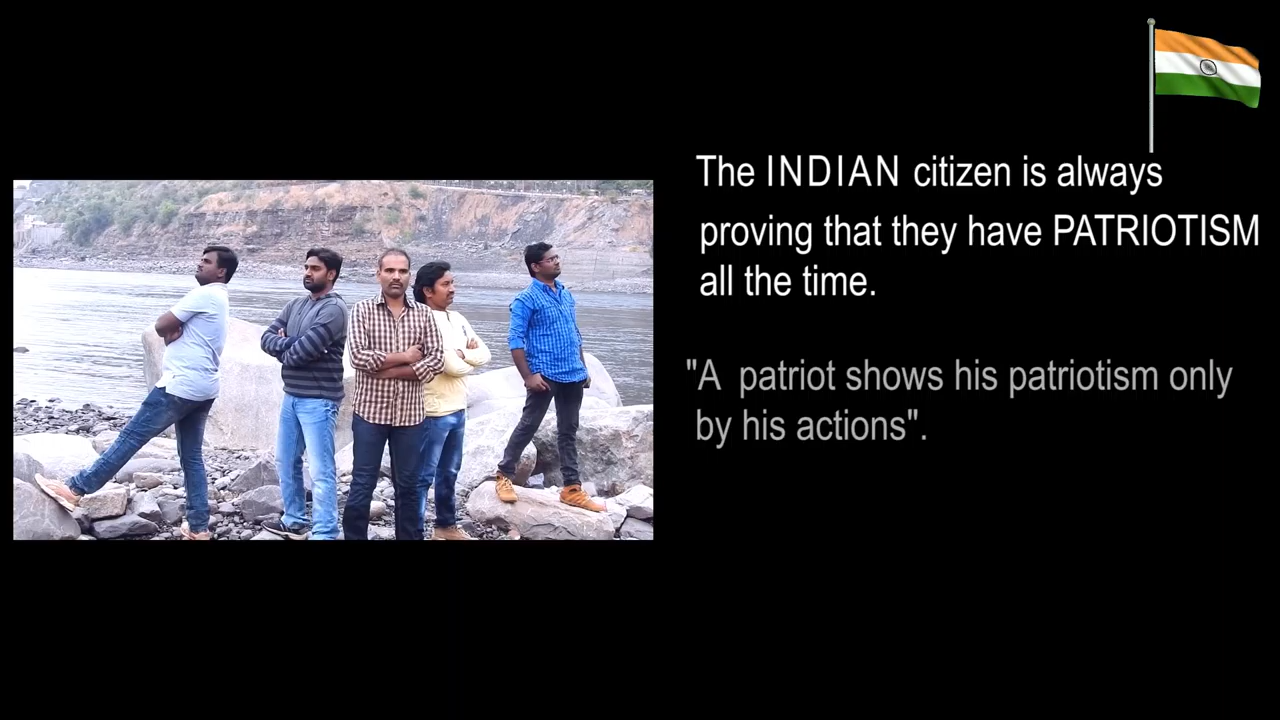 The INDIAN citizen is always
proving that they have PATRIOTISM
all the time.
"A patriot shows his patriotism only
by his actions".